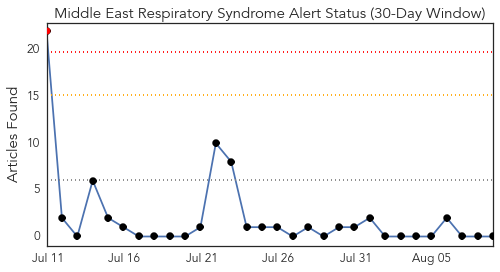 Middle East Respiratory Syndrome Alert Status (30-Day Window)
Articles Found
20
15
10
5
0
Jul 11 Jul 16 Jul 21 Jul 26 Jul 31 Aug 05